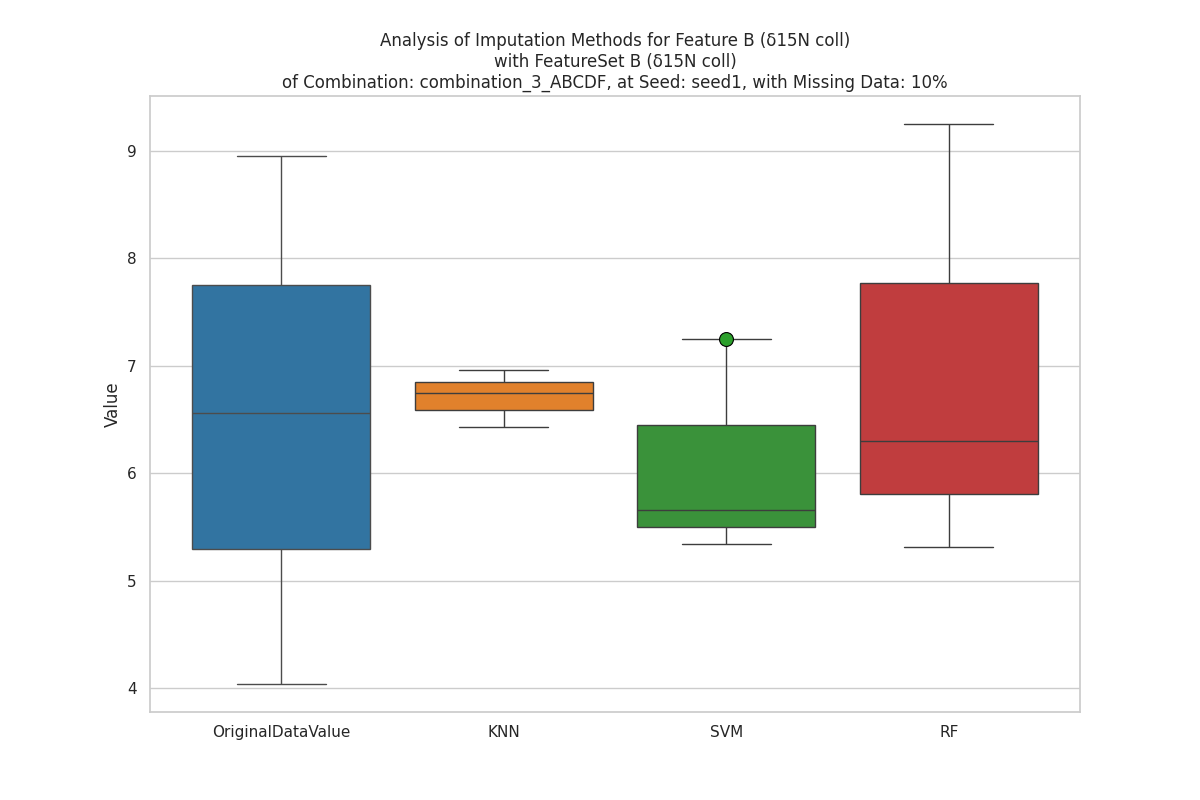 Analysis of Imputation Methods for Feature B (δ15N coll)
with FeatureSet B (δ15N coll)
of Combination: combination_3_ABCDF, at Seed: seed1, with Missing Data: 10%
9
8
7
6
5
4
Value
OriginalDataValue
KNN
SVM
RF